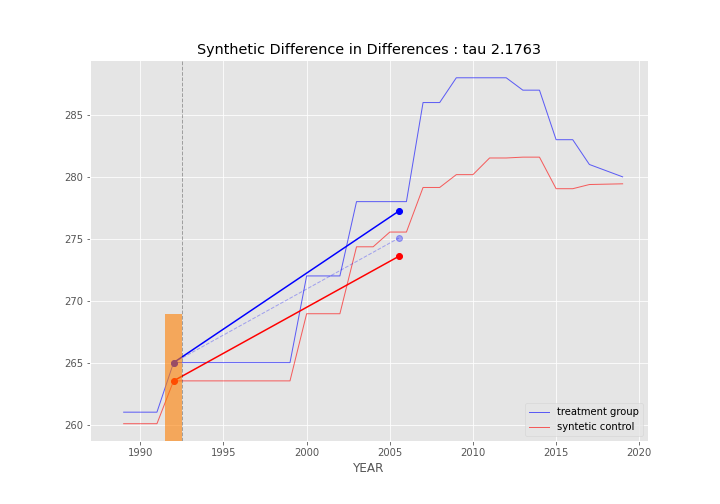 Synthetic Difference in Differences : tau 2.1763
285
280
275
270
265
260
treatment group
syntetic control
1990 1995 2000 2005 2010 2015 2020
YEAR